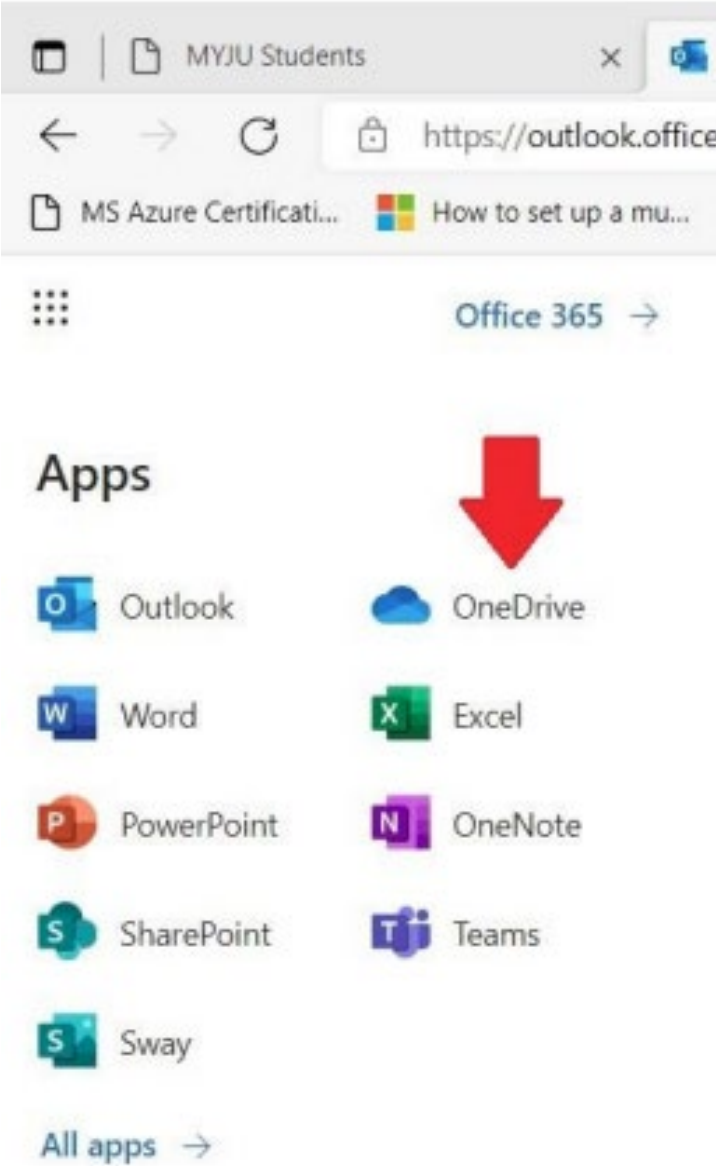 MYJU Students
https://outlook.office
MS Azure Certificati... How to set up a mu...
Office 365
Apps
Outlook OneDrive
Word Excel
PowerPoint OneNote
SharePoint Teams
Sway
All apps